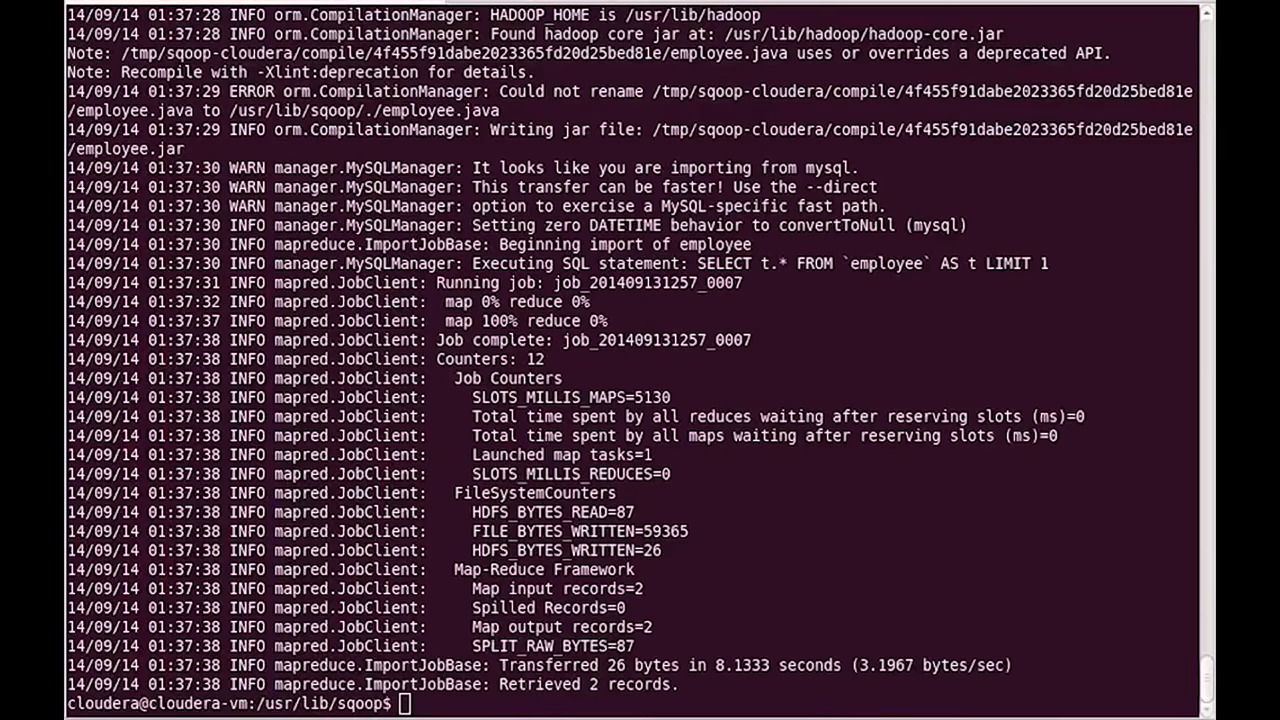 14/09/14 01:37:28 INFO orm.CompilationManager: HADOOP_HOME is /usr/lib/hadoop
14/09/14 01:37:28 INFO orm.CompilationManager: Found hadoop core jar at: /usr/lib/hadoop/hadoop-core.jar
Note: /tmp/sqoop-cloudera/compile/4f455f91dabe2023365fd20d25bed81e/employee.java uses or overrides a deprecated API.
Note: Recompile with -Xlint:deprecation for details.
14/09/14 01:37:29 ERROR orm.CompilationManager: Could not rename /tmp/sqoop-cloudera/compile/4f455f91dabe2023365fd20d25bed81e
/employee.java to /usr/lib/sqoop/./employee.java
14/09/14 01:37:29 INFO orm.CompilationManager: Writing jar file: /tmp/sqoop-cloudera/compile/4f455f91dabe2023365fd20d25bed81e
/employee.jar
14/09/14 01:37:30 WARN manager.MySQLManager: It looks like you are importing from mysql.
14/09/14 01:37:30 WARN manager.MySQLManager: This transfer can be faster! Use the --direct
14/09/14 01:37:30 WARN manager.MySQLManager: option to exercise a MySQL-specific fast path.
14/09/14 01:37:30 INFO manager.MySQLManager: Setting zero DATETIME behavior to convertToNull (mysql)
14/09/14 01:37:30 INFO mapreduce.ImportJobBase: Beginning import of employee
14/09/14 01:37:30 INFO manager.MySQLManager: Executing SQL statement: SELECT t.* FROM `employee` AS t LIMIT 1
14/09/14 01:37:31 INFO mapred.JobClient: Running job: job_201409131257_0007
14/09/14 01:37:32 INFO mapred.JobClient:  map 0% reduce 0%
14/09/14 01:37:37 INFO mapred.JobClient:  map 100% reduce 0%
14/09/14 01:37:38 INFO mapred.JobClient: Job complete: job_201409131257_0007
14/09/14 01:37:38 INFO mapred.JobClient: Counters: 12
14/09/14 01:37:38 INFO mapred.JobClient:   Job Counters
14/09/14 01:37:38 INFO mapred.JobClient:     SLOTS_MILLIS_MAPS=5130
14/09/14 01:37:38 INFO mapred.JobClient:     Total time spent by all reduces waiting after reserving slots (ms)=0
14/09/14 01:37:38 INFO mapred.JobClient:     Total time spent by all maps waiting after reserving slots (ms)=0
14/09/14 01:37:38 INFO mapred.JobClient:     Launched map tasks=1
14/09/14 01:37:38 INFO mapred.JobClient:     SLOTS_MILLIS_REDUCES=0
14/09/14 01:37:38 INFO mapred.JobClient:   FileSystemCounters
14/09/14 01:37:38 INFO mapred.JobClient:     HDFS_BYTES_READ=87
14/09/14 01:37:38 INFO mapred.JobClient:     FILE_BYTES_WRITTEN=59365
14/09/14 01:37:38 INFO mapred.JobClient:     HDFS_BYTES_WRITTEN=26
14/09/14 01:37:38 INFO mapred.JobClient:   Map-Reduce Framework
14/09/14 01:37:38 INFO mapred.JobClient:     Map input records=2
14/09/14 01:37:38 INFO mapred.JobClient:     Spilled Records=0
14/09/14 01:37:38 INFO mapred.JobClient:     Map output records=2
14/09/14 01:37:38 INFO mapred.JobClient:     SPLIT_RAW_BYTES=87
14/09/14 01:37:38 INFO mapreduce.ImportJobBase: Transferred 26 bytes in 8.1333 seconds (3.1967 bytes/sec)
14/09/14 01:37:38 INFO mapreduce.ImportJobBase: Retrieved 2 records.
cloudera@cloudera-vm:/usr/lib/sqoop$